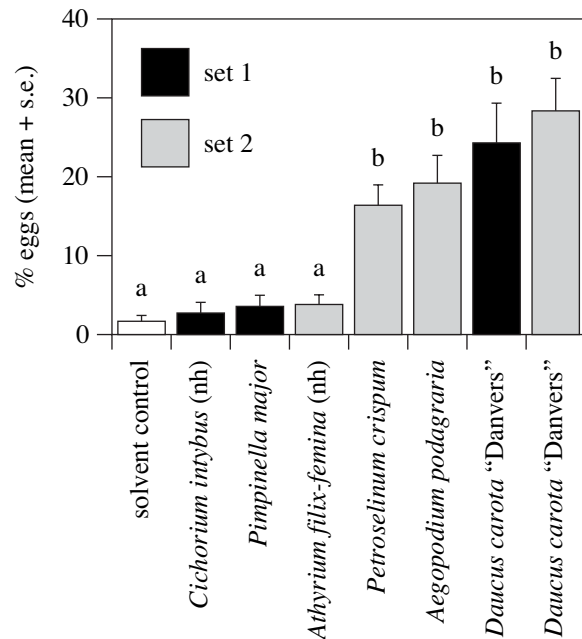 % eggs (mean + s.e.)
40
30
20
10
0
set 1
set 2
a
a
a
a
b
b
b
b
solvent control
Cichorium intybus (nh)
Pimpinella major
Athyrium filix-femina (nh)
Petroselinum crispum
Aegopodium podagraria
Daucus carota “Danvers”
Daucus carota “Danvers”